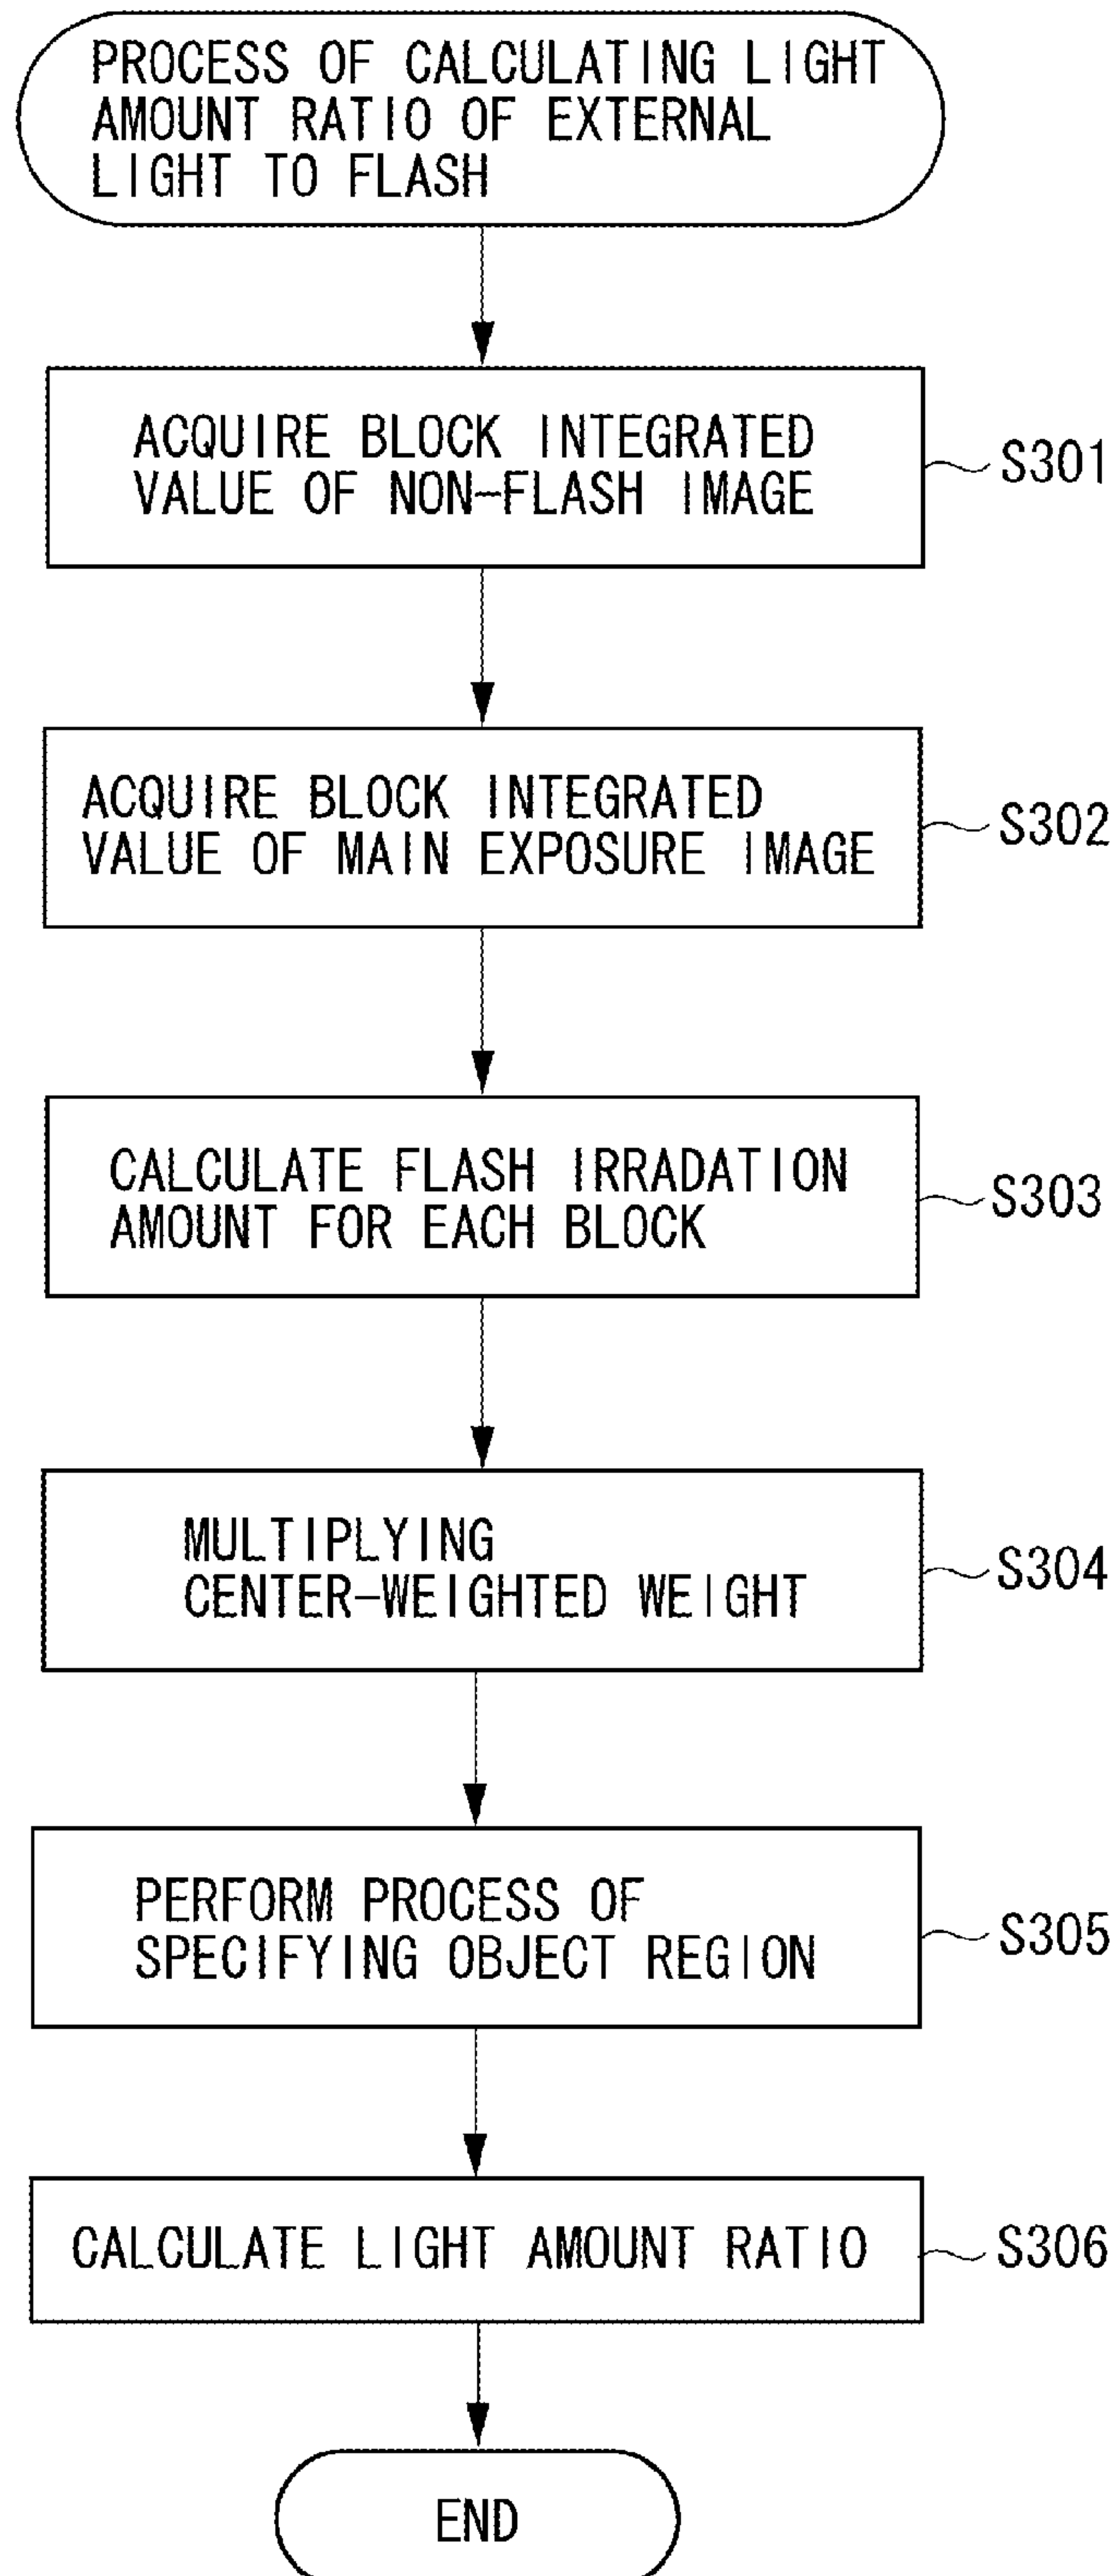 PROCESS OF CALCULATING LIGHT
AMOUNT RATIO OF EXTERNAL
LIGHT TO FLASH
ACQUIRE BLOCK INTEGRATED
VALUE OF NON-FLASH IMAGE
S301
ACQUIRE BLOCK INTEGRATED
VALUE OF MAIN EXPOSURE IMAGE
S302
CALCULATE FLASH IRRADATION
AMOUNT FOR EACH BLOCK
S303
MULTIPLYING
CENTER-WEIGHTED WEIGHT
S304
PERFORM PROCESS OF
SPECIFYING OBJECT REGION
S305
CALCULATE LIGHT AMOUNT RATIO
S306
END